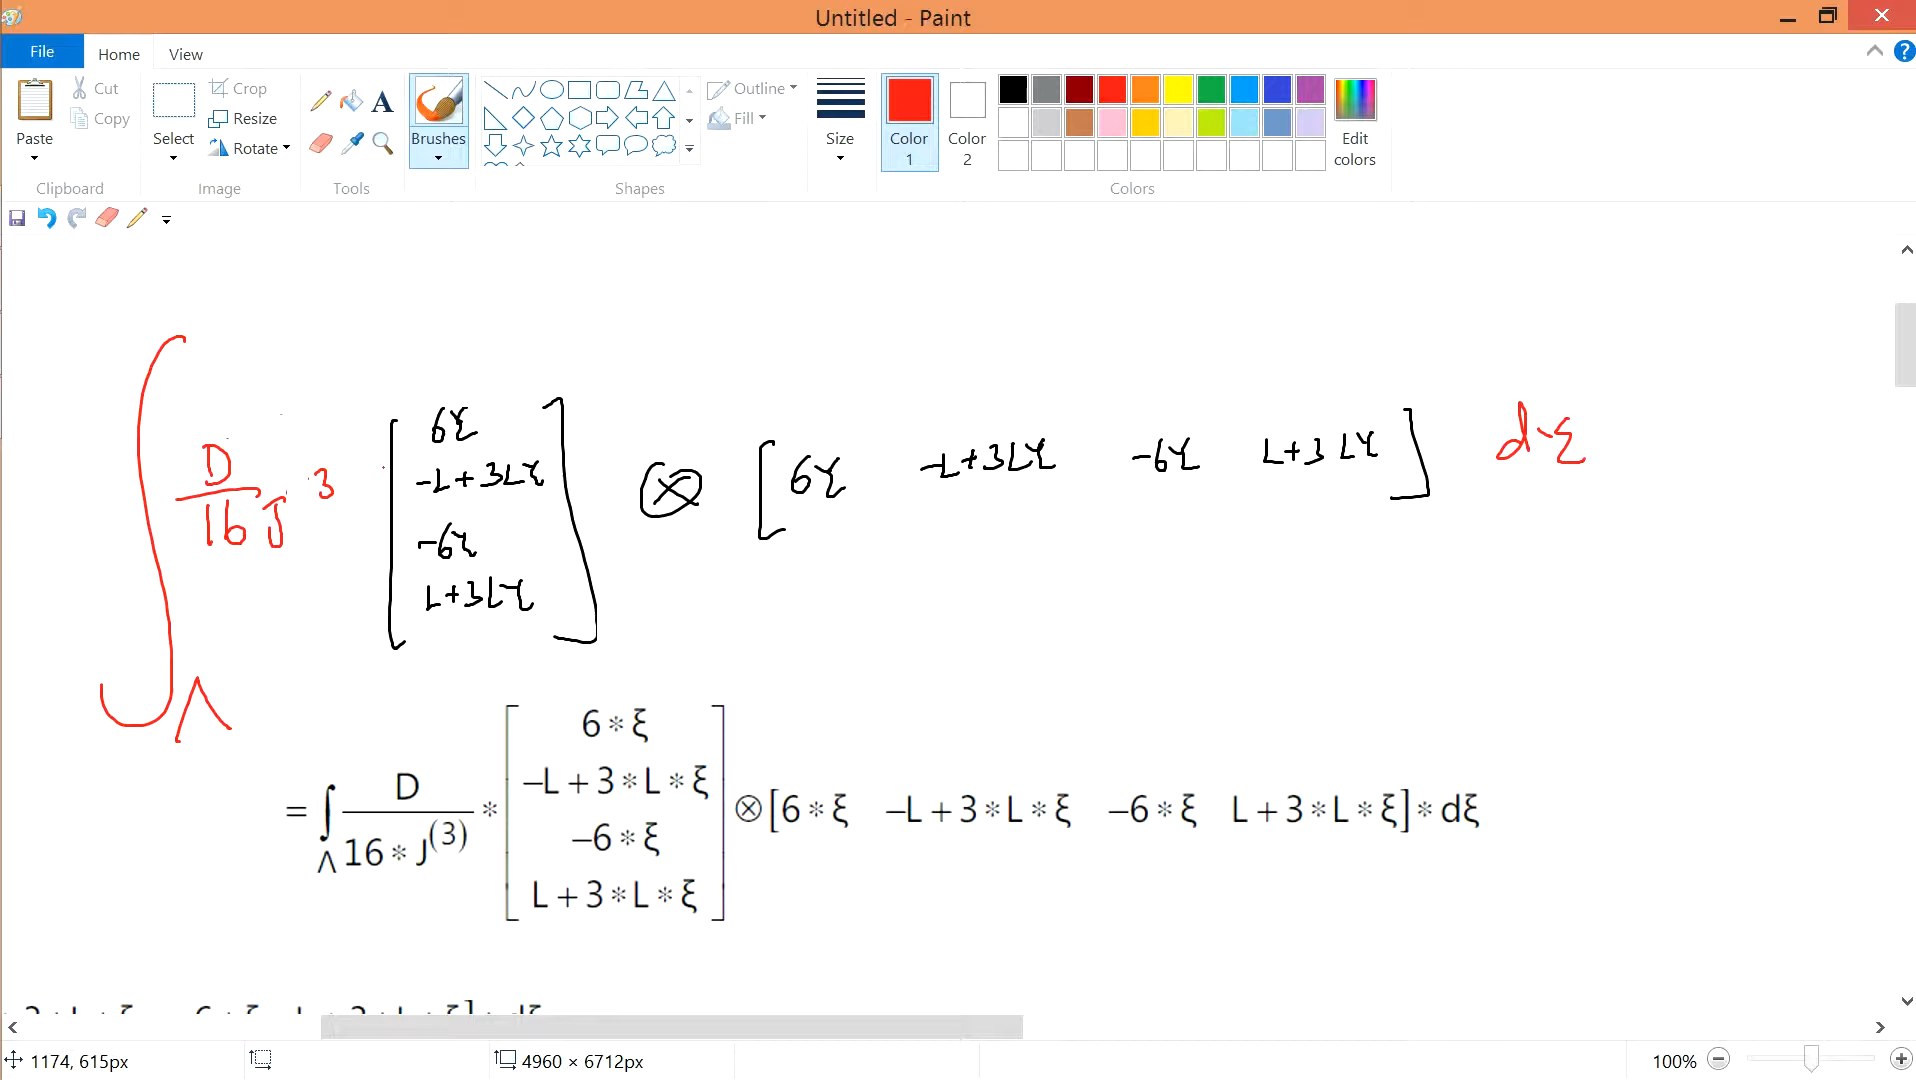 Untitled - Paint
File Home View
Paste Cut Copy Select Crop Resize Rotate Brushes Outline Fill Size Color 1 Color 2 Edit colors
Clipboard Image Tools Shapes Colors
∫ Λ D / 16 J 3 [ 6ξ
-L+3Lξ
-6ξ
L+3Lξ ] ⊗ [ 6ξ -L+3Lξ -6ξ L+3Lξ ] dξ
= ∫ Λ D / 16 * J^(3) * [ 6 * ξ
−L + 3 * L * ξ
−6 * ξ
L + 3 * L * ξ ] ⊗ [6 * ξ −L + 3 * L * ξ −6 * ξ L + 3 * L * ξ] * dξ
1174, 615px 4960 × 6712px 100%